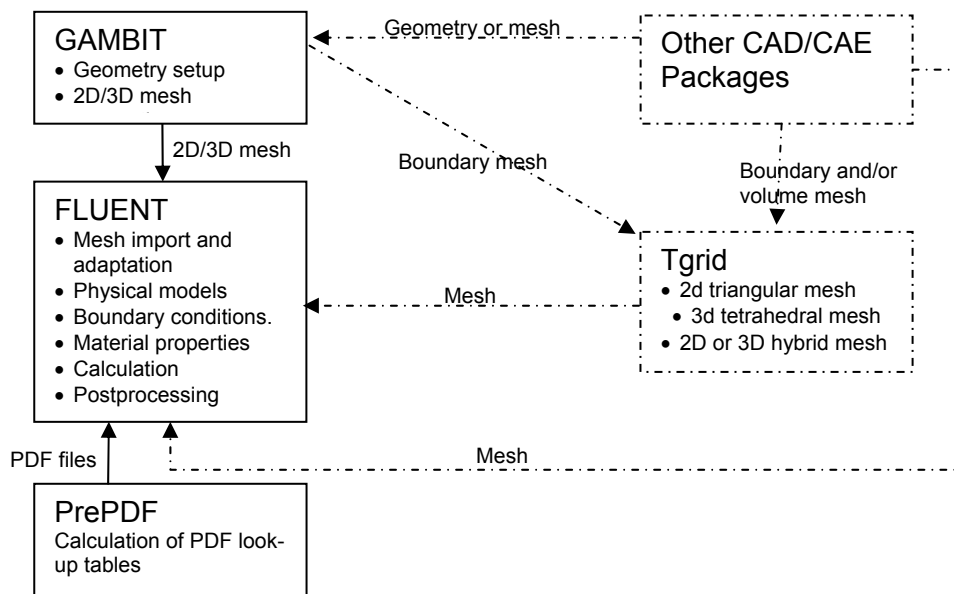 GAMBIT
• Geometry setup
• 2D/3D mesh
Geometry or mesh
Other CAD/CAE
Packages
2D/3D mesh
Boundary mesh
Boundary and/or
volume mesh
FLUENT
• Mesh import and
adaptation
• Physical models
• Boundary conditions.
• Material properties
• Calculation
• Postprocessing
Mesh
Tgrid
• 2d triangular mesh
• 3d tetrahedral mesh
• 2D or 3D hybrid mesh
PDF files
Mesh
PrePDF
Calculation of PDF look-
up tables